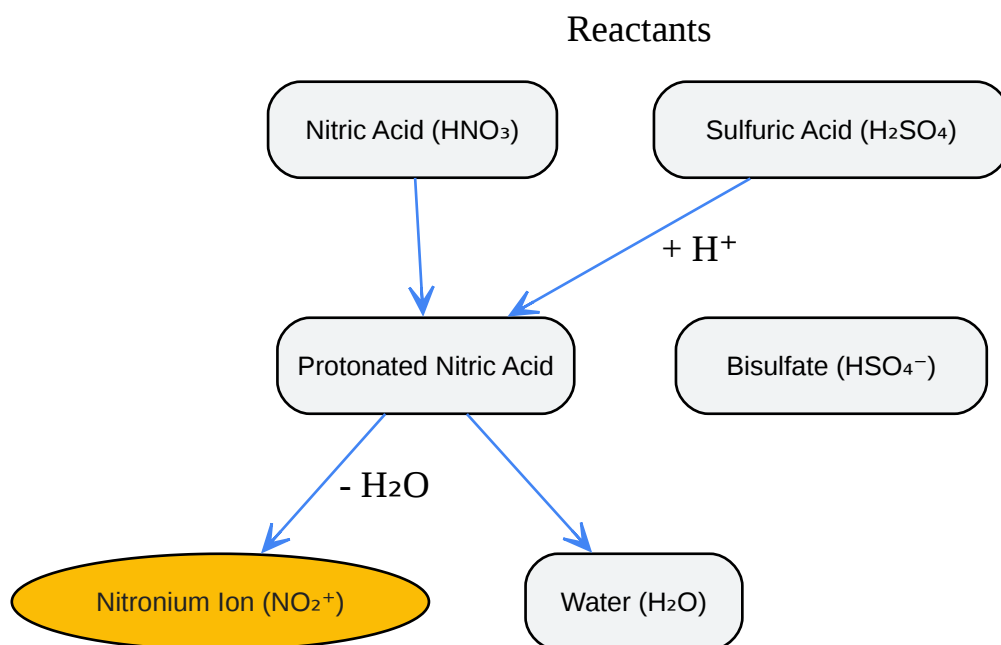 Reactants
Nitric Acid (HNO₃)
Sulfuric Acid (H₂SO₄)
+ H⁺
Protonated Nitric Acid
Bisulfate (HSO₄⁻)
- H₂O
Nitronium Ion (NO₂⁺)
Water (H₂O)